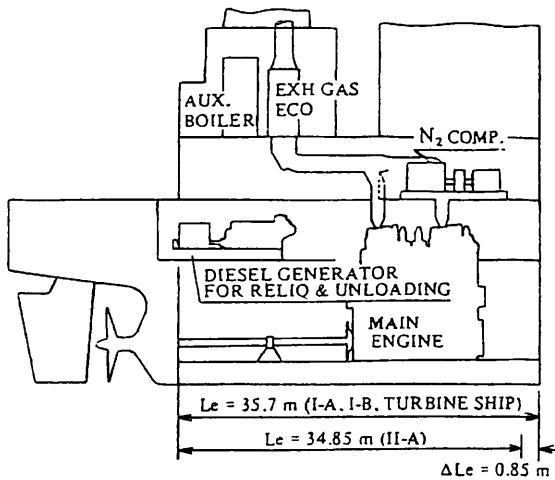 AUX.
BOILER
EXH GAS
ECO
N₂ COMP.
DIESEL GENERATOR
FOR RELIQ & UNLOADING
MAIN
ENGINE
Le = 35.7 m (I-A, I-B, TURBINE SHIP)
Le = 34.85 m (II-A)
ΔLe = 0.85 m